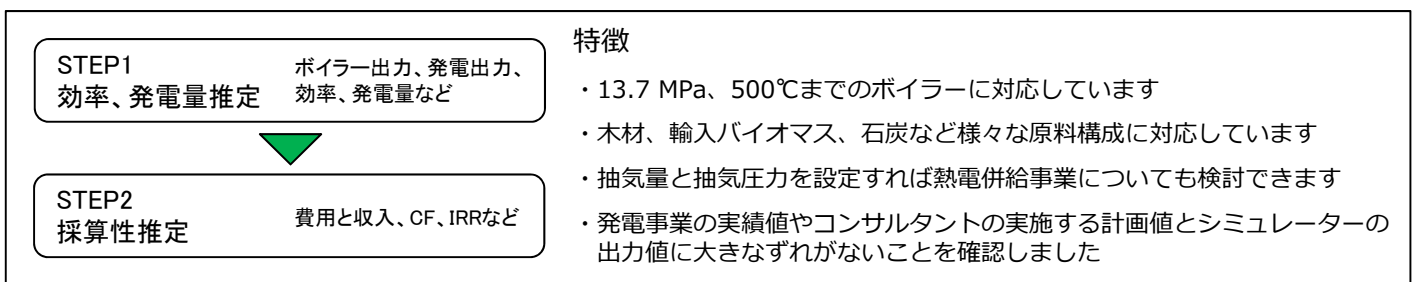 STEP1
効率、発電量推定
ボイラー出力、発電出力、
効率、発電量など
STEP2
採算性推定
費用と収入、CF、IRRなど
特徴
・13.7 MPa、500℃までのボイラーに対応しています
・木材、輸入バイオマス、石炭など様々な原料構成に対応しています
・抽気量と抽気圧力を設定すれば熱電併給事業についても検討できます
・発電事業の実績値やコンサルタントの実施する計画値とシミュレーターの
出力値に大きなずれがないことを確認しました